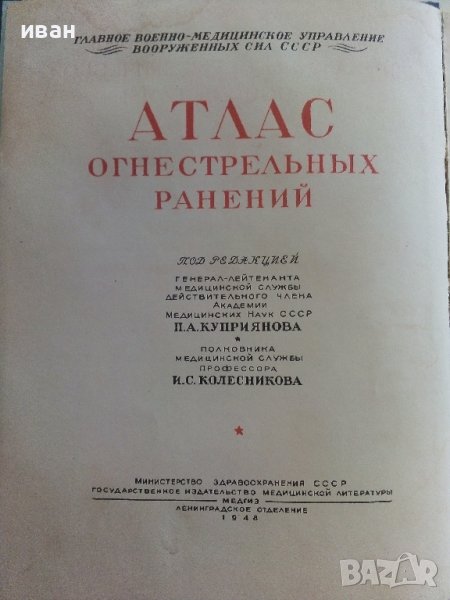 иван
ГЛАВНОЕ ВОЕННО-МЕДИЦИНСКОЕ УПРАВЛЕНИЕ
ВООРУЖЕННЫХ СИЛ СССР
АТЛАС
ОГНЕСТРЕЛЬНЫХ
РАНЕНИЙ
ПОД РЕДАКЦИЕЙ
ГЕНЕРАЛ-ЛЕЙТЕНАНТА
МЕДИЦИНСКОЙ СЛУЖБЫ
ДЕЙСТВИТЕЛЬНОГО ЧЛЕНА
АКАДЕМИИ
МЕДИЦИНСКИХ НАУК СССР
П.А.КУПРИЯНОВА
ПОЛКОВНИКА
МЕДИЦИНСКОЙ СЛУЖБЫ
ПРОФЕССОРА
И.С.КОЛЕСНИКОВА
МИНИСТЕРСТВО ЗДРАВООХРАНЕНИЯ СССР
ГОСУДАРСТВЕННОЕ ИЗДАТЕЛЬСТВО МЕДИЦИНСКОЙ ЛИТЕРАТУРЫ
МЕДГИЗ
ЛЕНИНГРАДСКОЕ ОТДЕЛЕНИЕ
1948
BAZAR